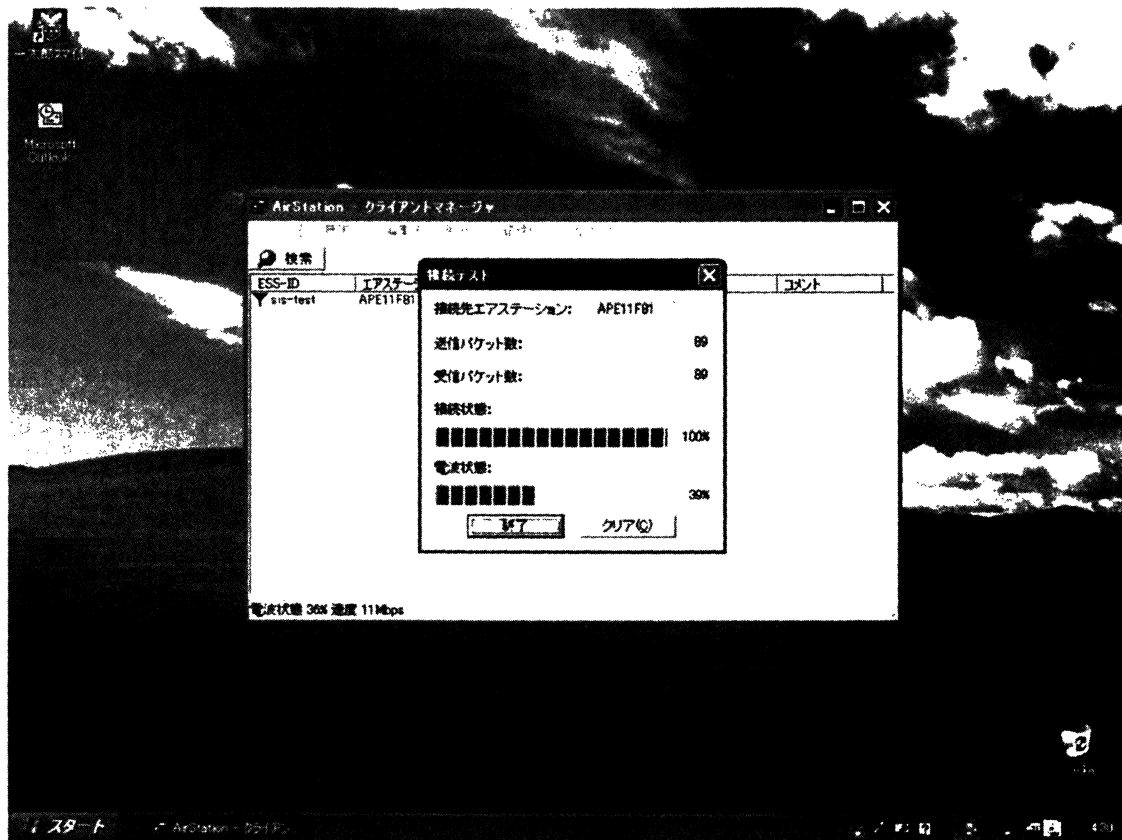 Microsoft
Outlook
AirStation - クライアントマネージャ
検索
ESS-ID
コメント
sis-test
APE11FB1
接続テスト
接続先エアステーション: APE11FB1
送信パケット数: 89
受信パケット数: 89
接続状態:
100%
電波状態:
39%
終了
クリア(C)
電波状態 36% 速度 11Mbps
スタート
AirStation - クライアン